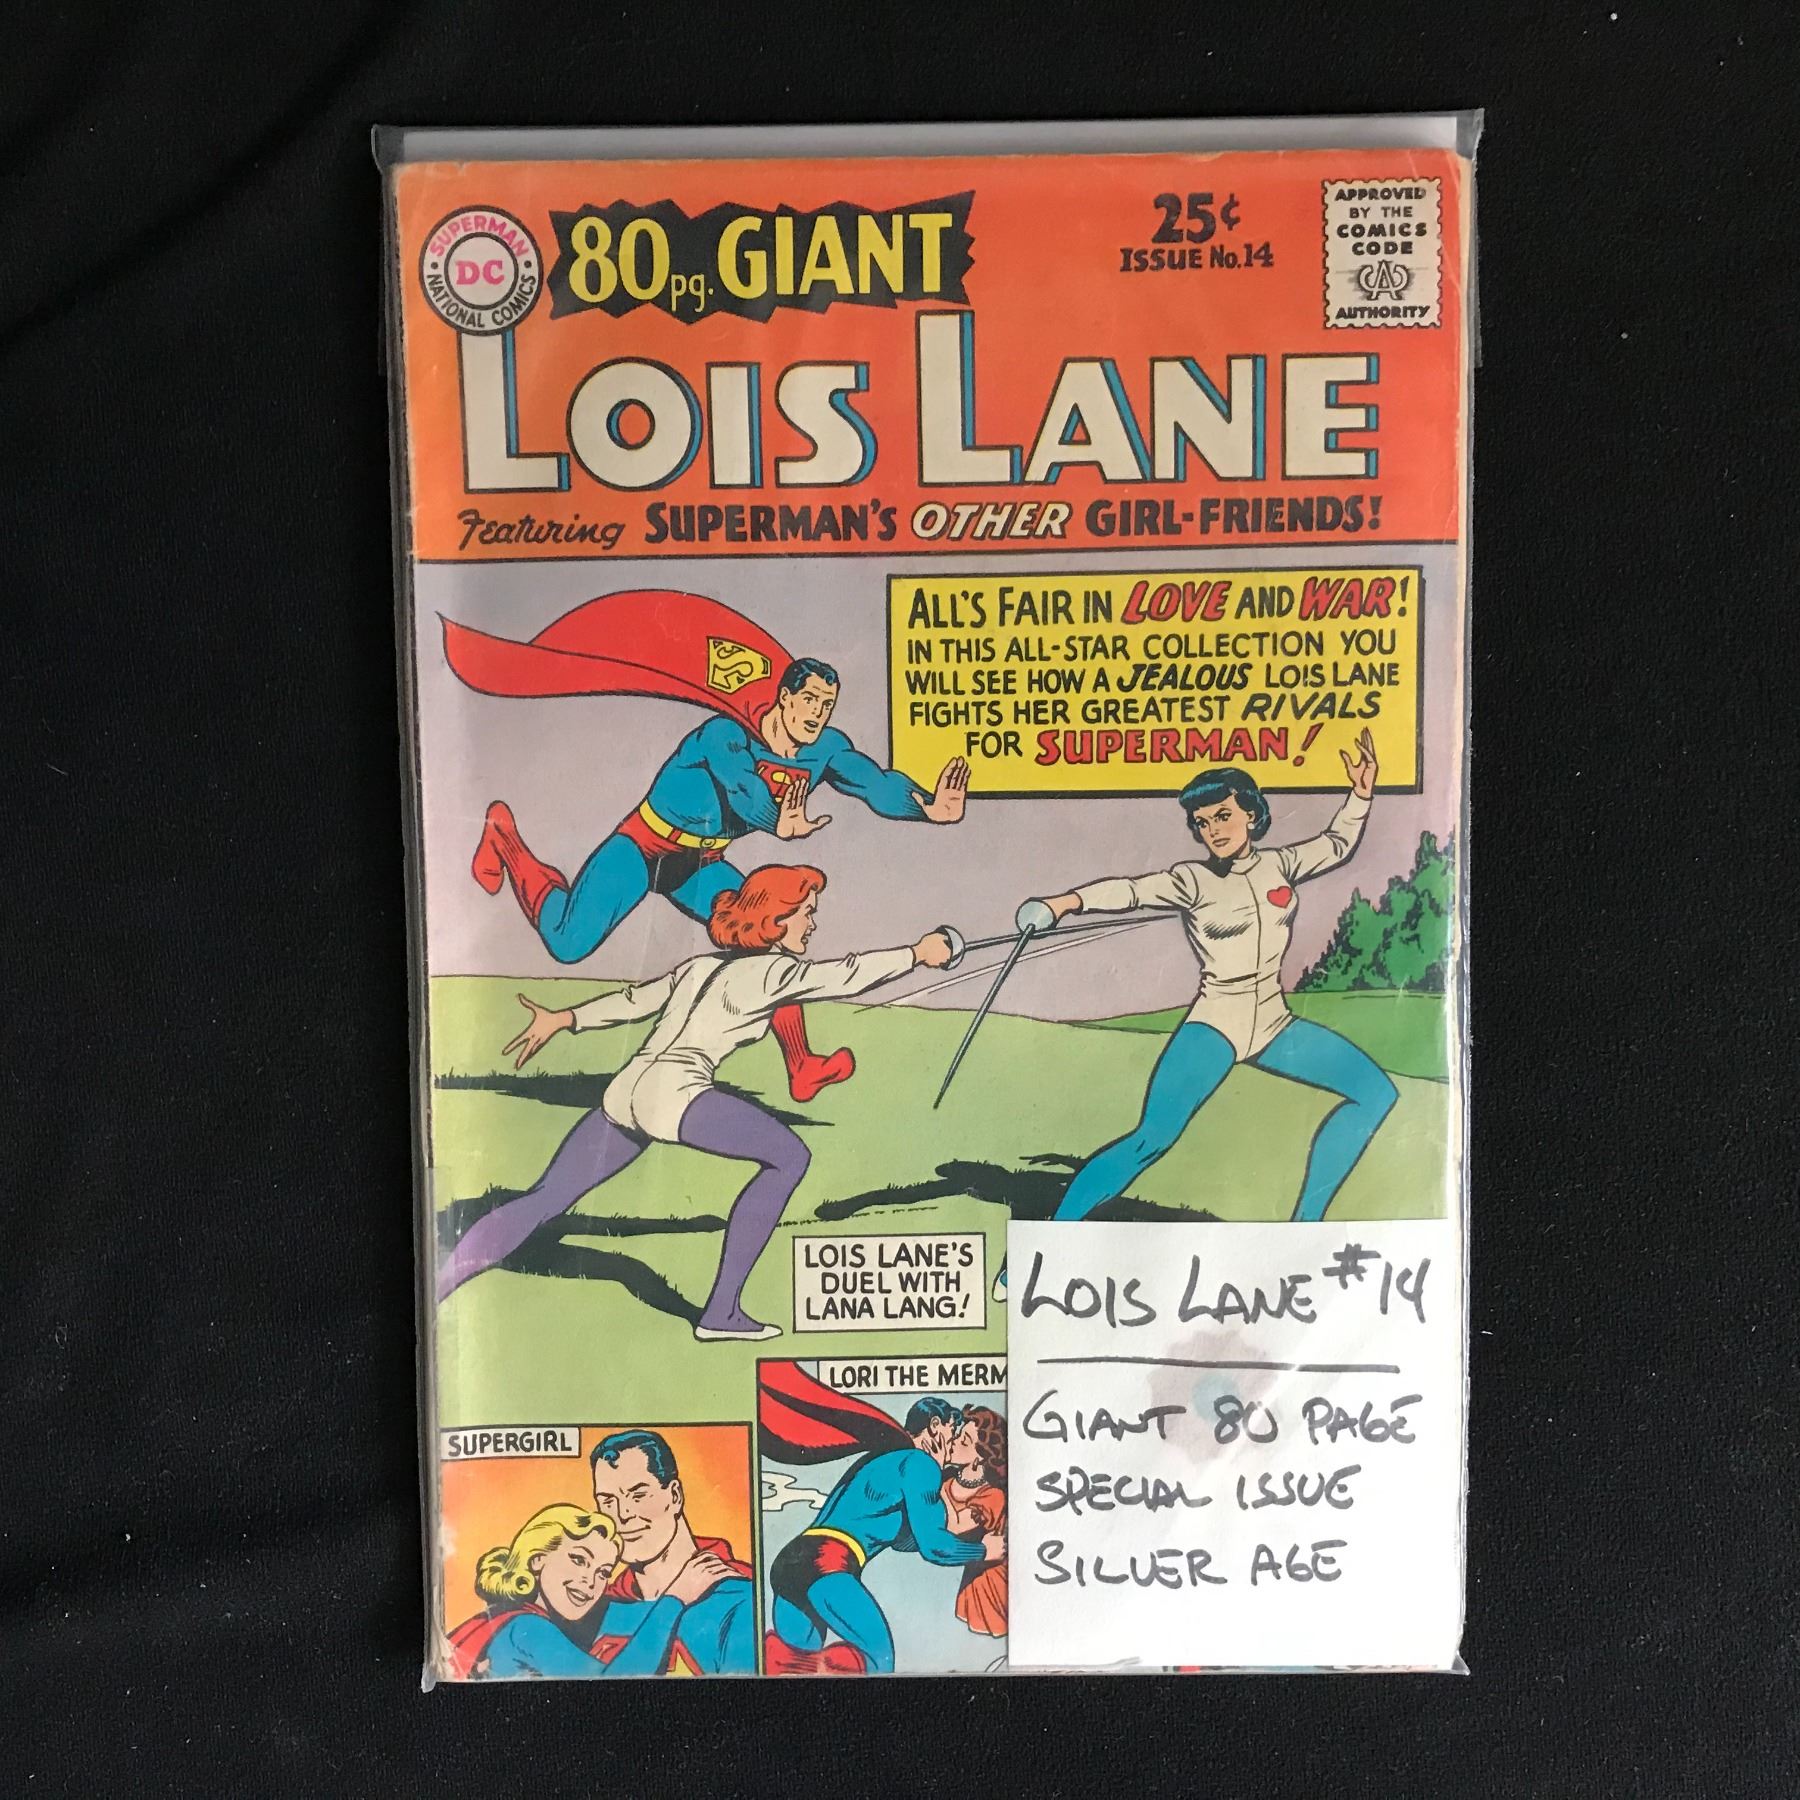 SUPERMAN
DC
NATIONAL COMICS
80pg. GIANT
25¢
ISSUE No.14
APPROVED
BY THE
COMICS
CODE
CA
AUTHORITY
LOIS LANE
Featuring SUPERMAN'S OTHER GIRL-FRIENDS!
ALL'S FAIR IN LOVE AND WAR!
IN THIS ALL-STAR COLLECTION YOU
WILL SEE HOW A JEALOUS LOIS LANE
FIGHTS HER GREATEST RIVALS
FOR SUPERMAN!
S
S
LOIS LANE'S
DUEL WITH
LANA LANG!
LORI THE MERM
SUPERGIRL
LOIS LANE #14
GIANT 80 PAGE
SPECIAL ISSUE
SILVER AGE